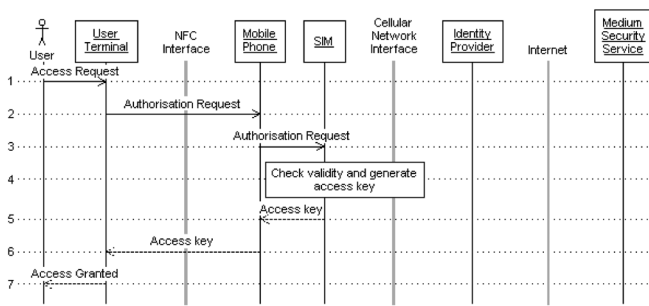 User
User
Terminal
NFC
Interface
Mobile
Phone
SIM
Cellular
Network
Interface
Identity
Provider
Internet
Medium
Security
Service
1
Access Request
2
Authorisation Request
3
Authorisation Request
4
Check validity and generate
access key
5
Access key
6
Access key
7
Access Granted